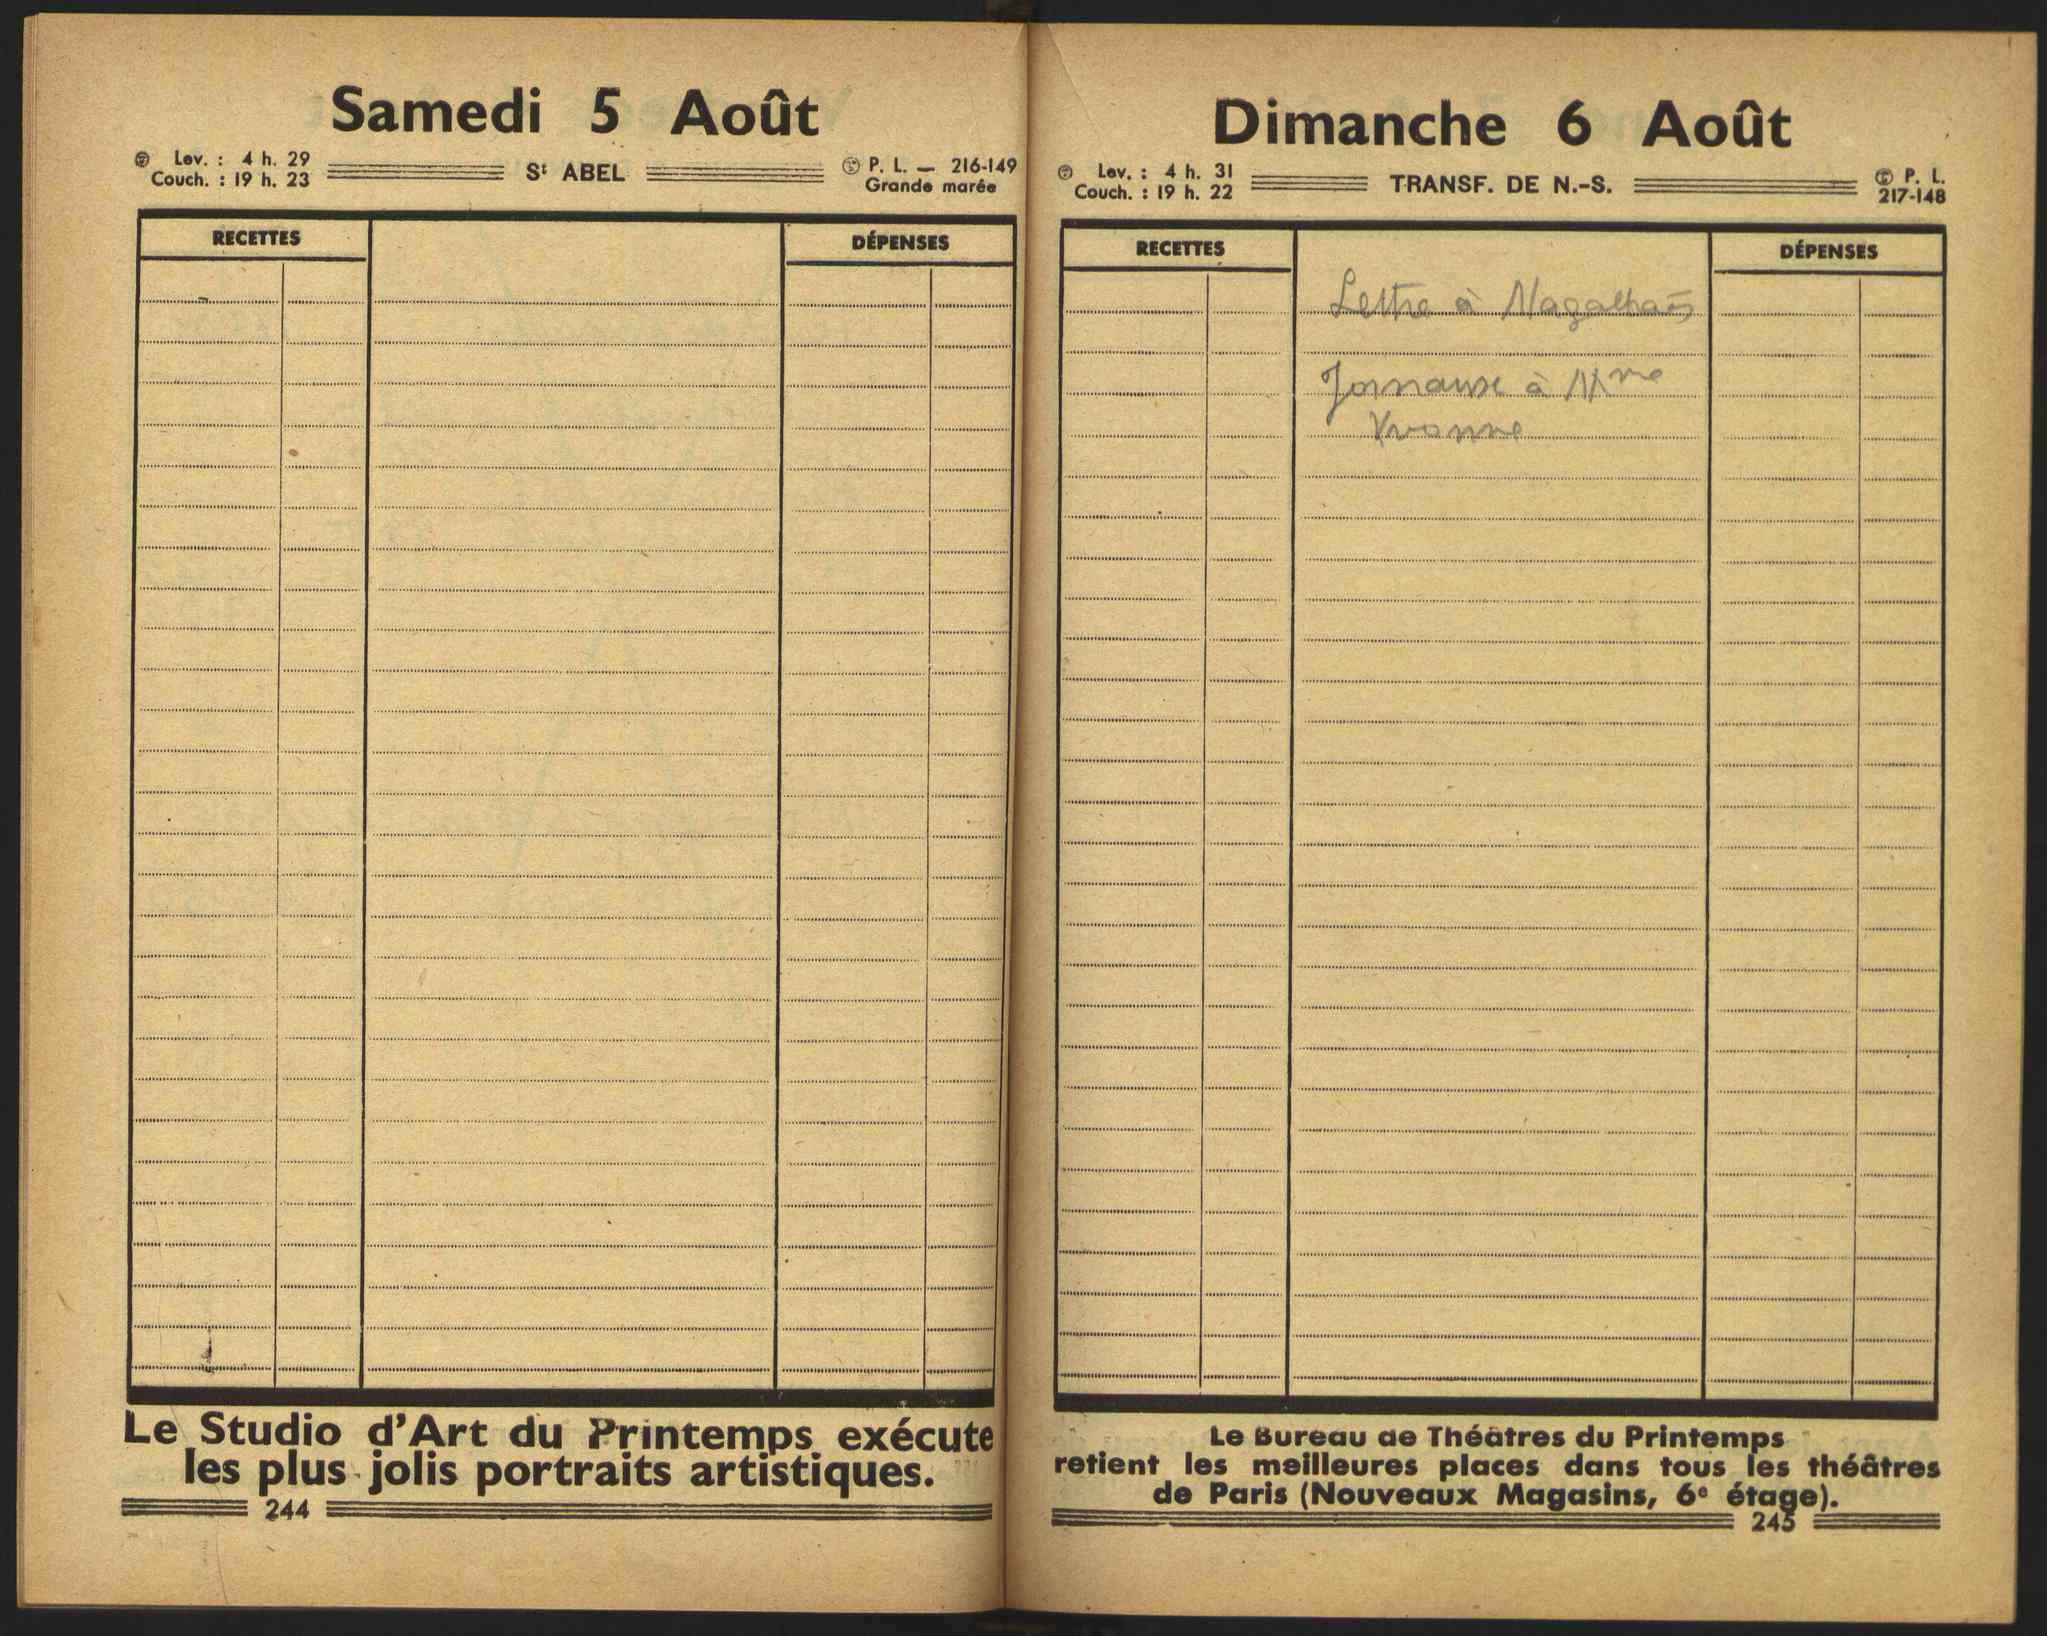 Samedi 5 Août
Lev. : 4 h. 29
Couch. : 19 h. 23
St ABEL
P. L. — 216-149
Grande marée
RECETTES
DÉPENSES
Le Studio d'Art du Printemps exécute
les plus jolis portraits artistiques.
244
Dimanche 6 Août
Lev. : 4 h. 31
Couch. : 19 h. 22
TRANSF. DE N.-S.
P. L.
217-148
RECETTES
DÉPENSES
Lettre à Magalhaes
à Mme
Yvonne
Le Bureau de Théâtres du Printemps
retient les meilleures places dans tous les théâtres
de Paris (Nouveaux Magasins, 6e étage).
245